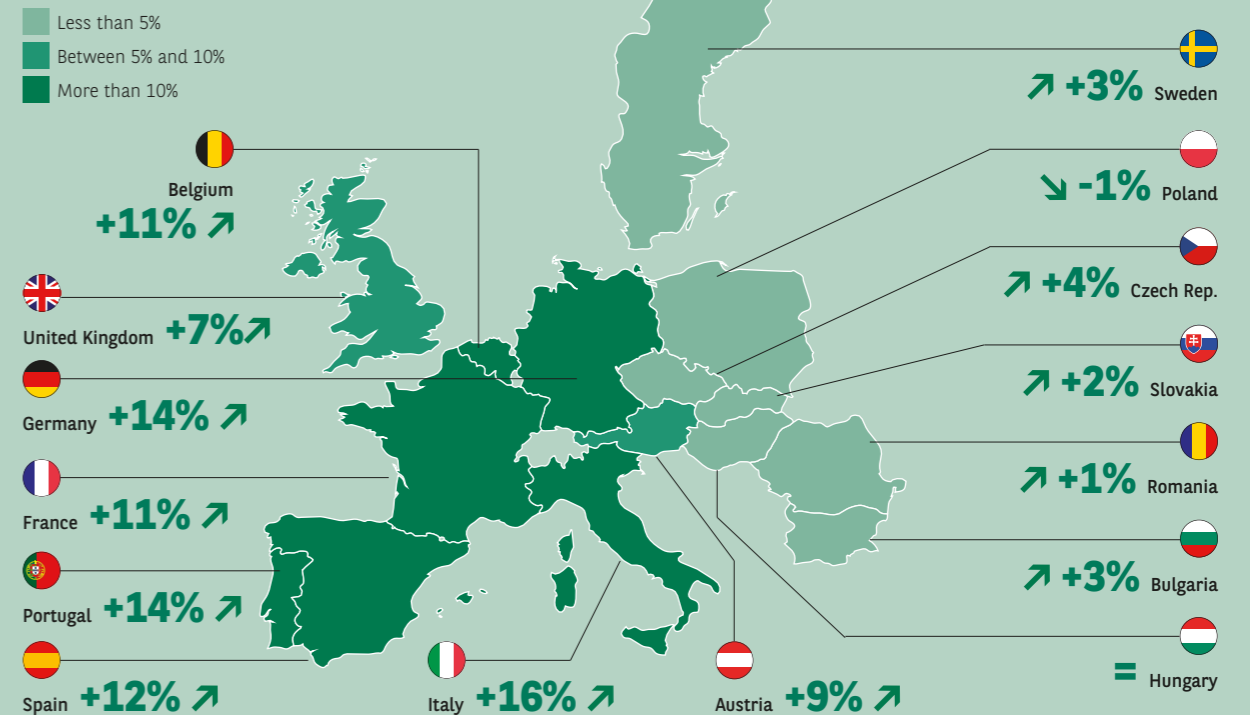 Less than 5%
Between 5% and 10%
More than 10%
Belgium
+11%
United Kingdom +7%
Germany +14%
France +11%
Portugal +14%
Spain +12%
Italy +16%
Austria +9%
+3% Sweden
-1% Poland
+4% Czech Rep.
+2% Slovakia
+1% Romania
+3% Bulgaria
= Hungary